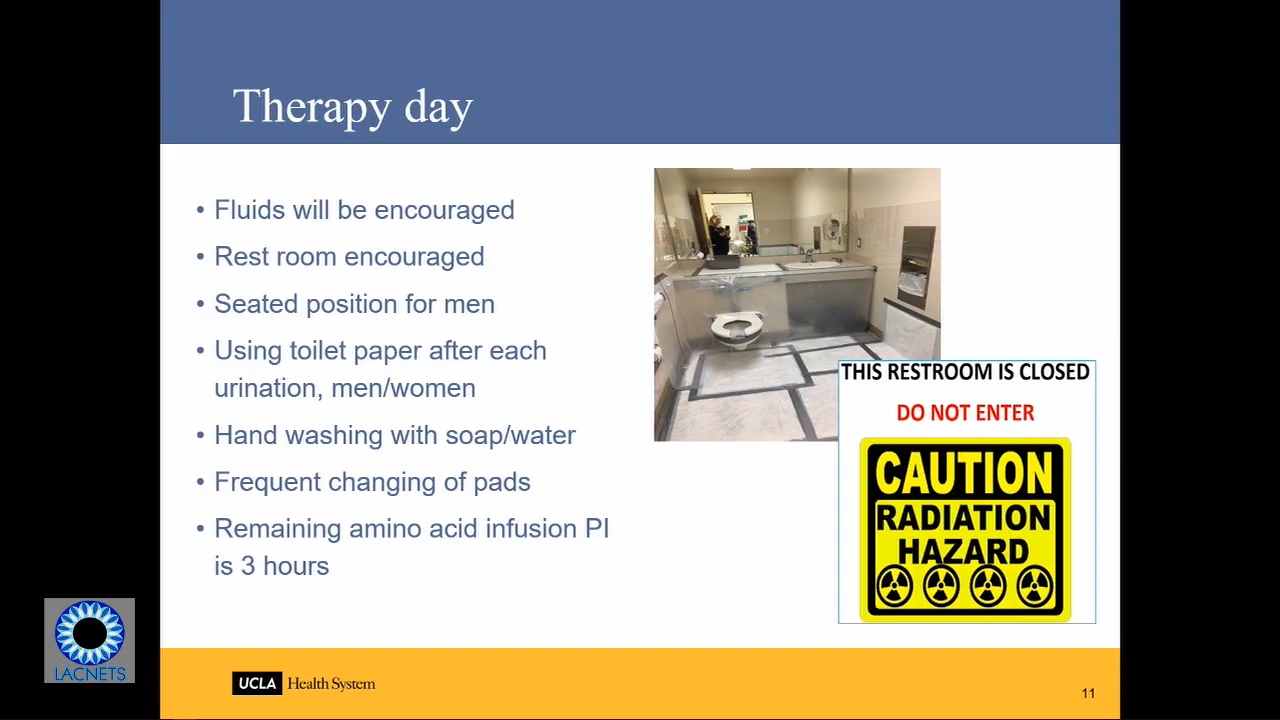 Therapy day
• Fluids will be encouraged
• Rest room encouraged
• Seated position for men
• Using toilet paper after each
urination, men/women
• Hand washing with soap/water
• Frequent changing of pads
• Remaining amino acid infusion PI
is 3 hours
THIS RESTROOM IS CLOSED
DO NOT ENTER
CAUTION
RADIATION
HAZARD
LACNETS
UCLA Health System
11